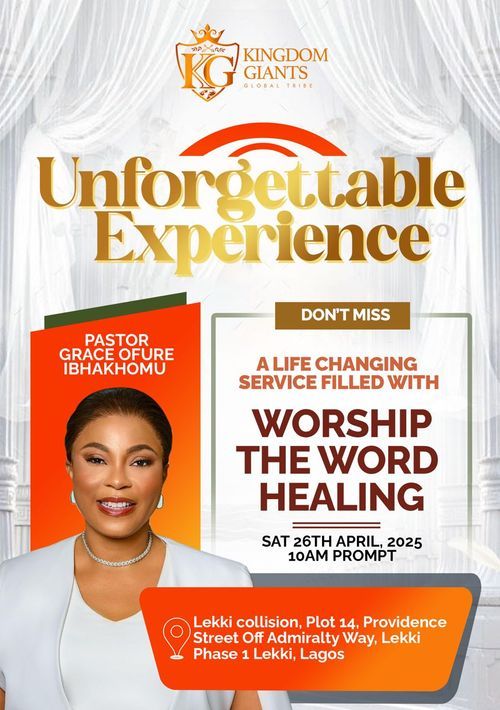 KG
KINGDOM
GIANTS
GLOBAL TRIBE
Unforgettable
Experience
PASTOR
GRACE OFURE
IBHAKHOMU
DON'T MISS
A LIFE CHANGING
SERVICE FILLED WITH
WORSHIP
THE WORD
HEALING
SAT 26TH APRIL, 2025
10AM PROMPT
Lekki collision, Plot 14, Providence
Street Off Admiralty Way, Lekki
Phase 1 Lekki, Lagos